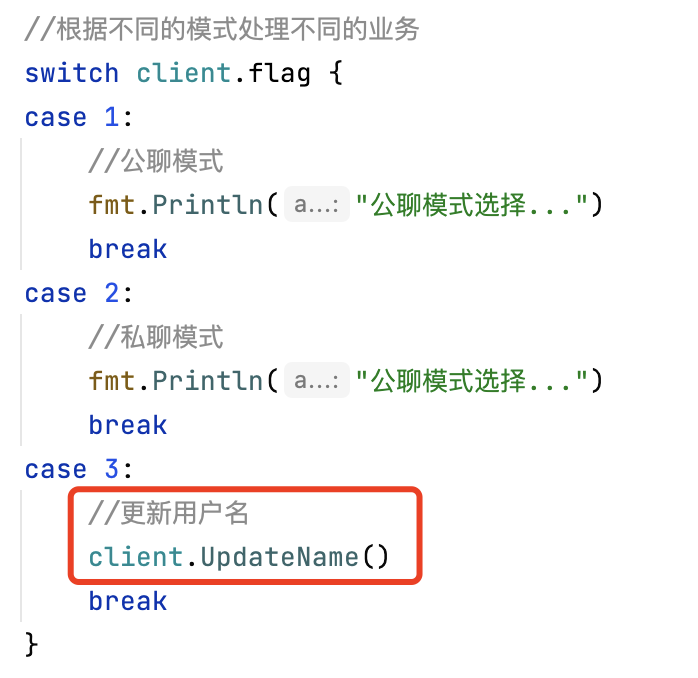 //根据不同的模式处理不同的业务
switch client.flag {
case 1:
//公聊模式
fmt.Println( a...: "公聊模式选择...")
break
case 2:
//私聊模式
fmt.Println( a...: "公聊模式选择...")
break
case 3:
//更新用户名
client.UpdateName()
break
}